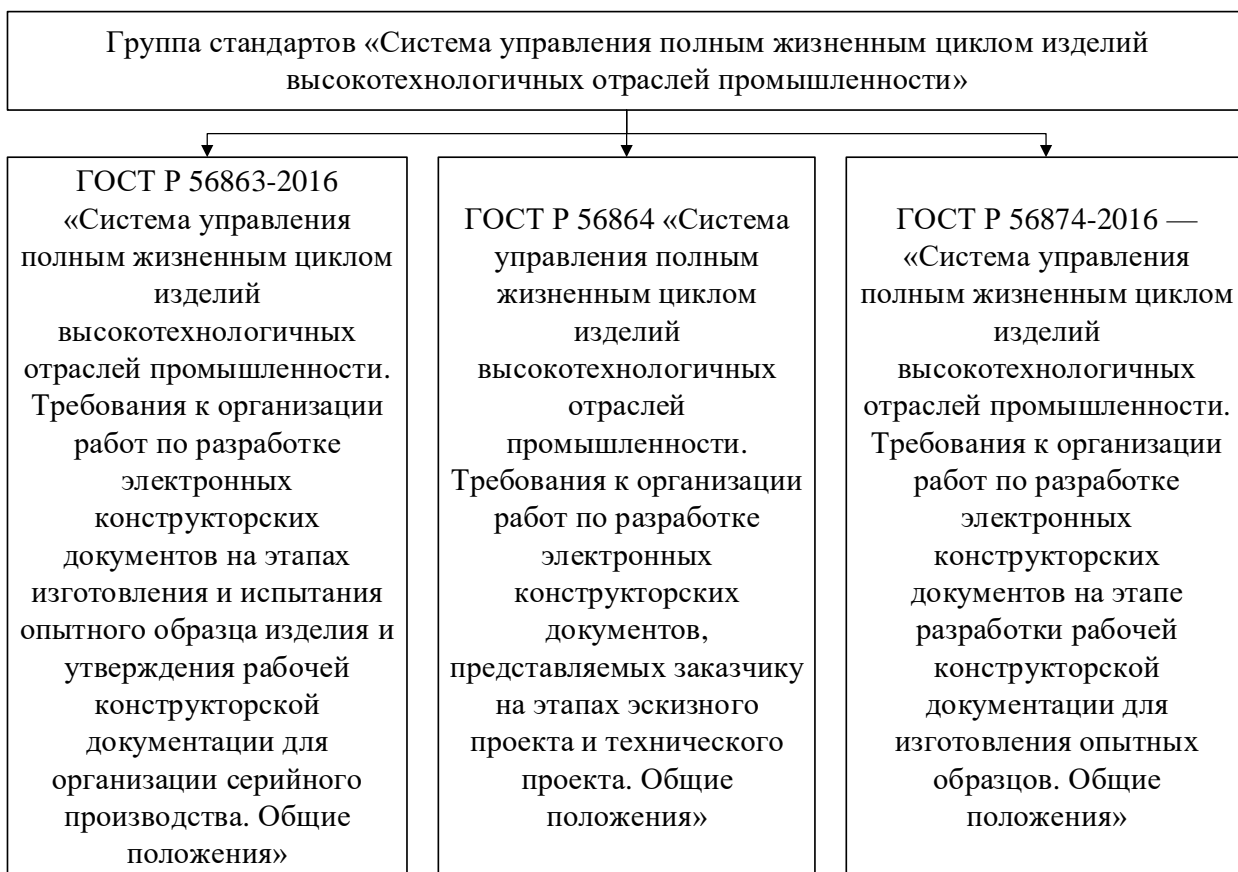 Группа стандартов «Система управления полным жизненным циклом изделий
высокотехнологичных отраслей промышленности»
ГОСТ Р 56863-2016
«Система управления
полным жизненным циклом
изделий
высокотехнологичных
отраслей промышленности.
Требования к организации
работ по разработке
электронных
конструкторских
документов на этапах
изготовления и испытания
опытного образца изделия и
утверждения рабочей
конструкторской
документации для
организации серийного
производства. Общие
положения»
ГОСТ Р 56864 «Система
управления полным
жизненным циклом
изделий
высокотехнологичных
отраслей
промышленности.
Требования к организации
работ по разработке
электронных
конструкторских
документов,
представляемых заказчику
на этапах эскизного
проекта и технического
проекта. Общие
положения»
ГОСТ Р 56874-2016 —
«Система управления
полным жизненным циклом
изделий
высокотехнологичных
отраслей промышленности.
Требования к организации
работ по разработке
электронных
конструкторских
документов на этапе
разработки рабочей
конструкторской
документации для
изготовления опытных
образцов. Общие
положения»